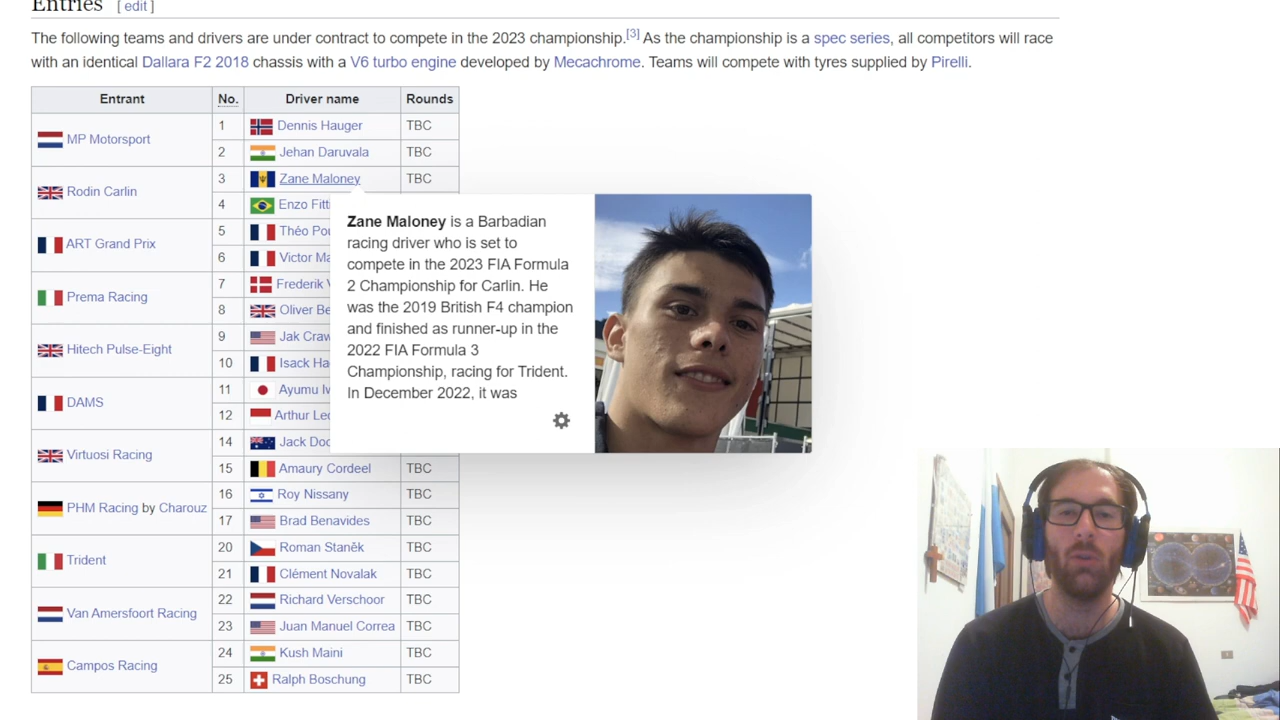 Entries [ edit ]
The following teams and drivers are under contract to compete in the 2023 championship.[3] As the championship is a spec series, all competitors will race
with an identical Dallara F2 2018 chassis with a V6 turbo engine developed by Mecachrome. Teams will compete with tyres supplied by Pirelli.
Entrant No. Driver name Rounds
MP Motorsport
1 Dennis Hauger TBC
2 Jehan Daruvala TBC
Rodin Carlin
3 Zane Maloney TBC
4 Enzo Fitti
ART Grand Prix
5 Théo Pou
6 Victor Ma
Prema Racing
7 Frederik V
8 Oliver Be
Hitech Pulse-Eight
9 Jak Craw
10 Isack Ha
DAMS
11 Ayumu Iw
12 Arthur Lec
Virtuosi Racing
14 Jack Doo
15 Amaury Cordeel TBC
PHM Racing by Charouz
16 Roy Nissany TBC
17 Brad Benavides TBC
Trident
20 Roman Staněk TBC
21 Clément Novalak TBC
Van Amersfoort Racing
22 Richard Verschoor TBC
23 Juan Manuel Correa TBC
Campos Racing
24 Kush Maini TBC
25 Ralph Boschung TBC
Zane Maloney is a Barbadian
racing driver who is set to
compete in the 2023 FIA Formula
2 Championship for Carlin. He
was the 2019 British F4 champion
and finished as runner-up in the
2022 FIA Formula 3
Championship, racing for Trident.
In December 2022, it was